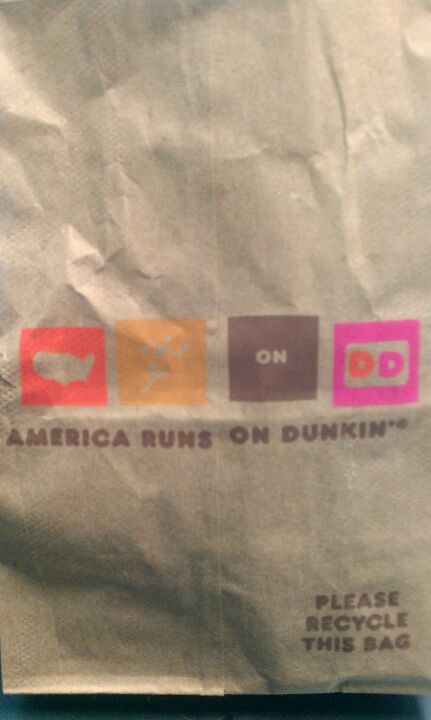 ON
DD
AMERICA RUNS ON DUNKIN'®
PLEASE
RECYCLE
THIS BAG